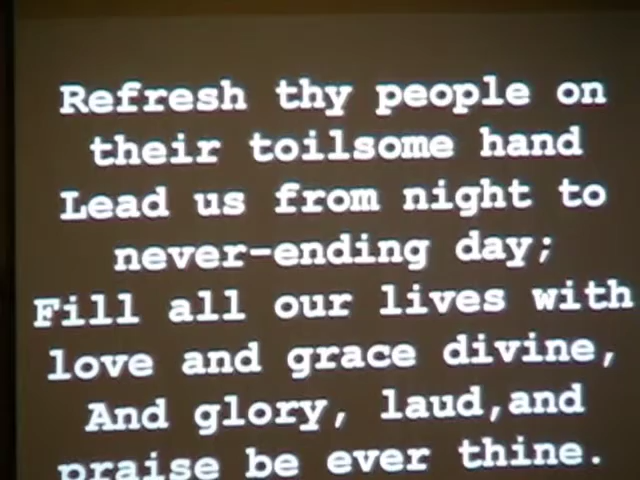 Refresh thy people on
their toilsome hand
Lead us from night to
never-ending day;
Fill all our lives with
love and grace divine,
And glory, laud,and
praise be ever thine.